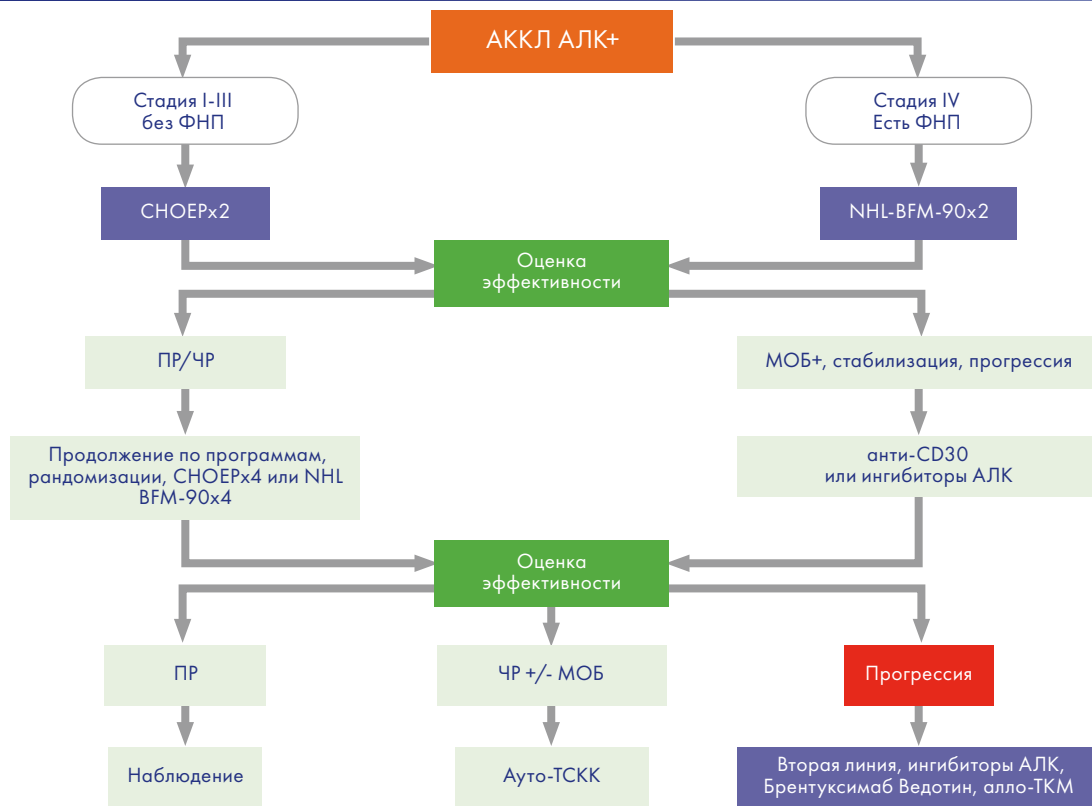 АККЛ АЛК+
Стадия I-III
без ФНП
Стадия IV
Есть ФНП
CHOEPx2
NHL-BFM-90x2
Оценка
эффективности
ПР/ЧР
МОБ+, стабилизация, прогрессия
Продолжение по программам,
рандомизации, CHOEPx4 или NHL
BFM-90x4
анти-CD30
или ингибиторы АЛК
Оценка
эффективности
ПР
ЧР +/- МОБ
Прогрессия
Наблюдение
Ауто-ТСКК
Вторая линия, ингибиторы АЛК,
Брентуксимаб Ведотин, алло-ТКМ